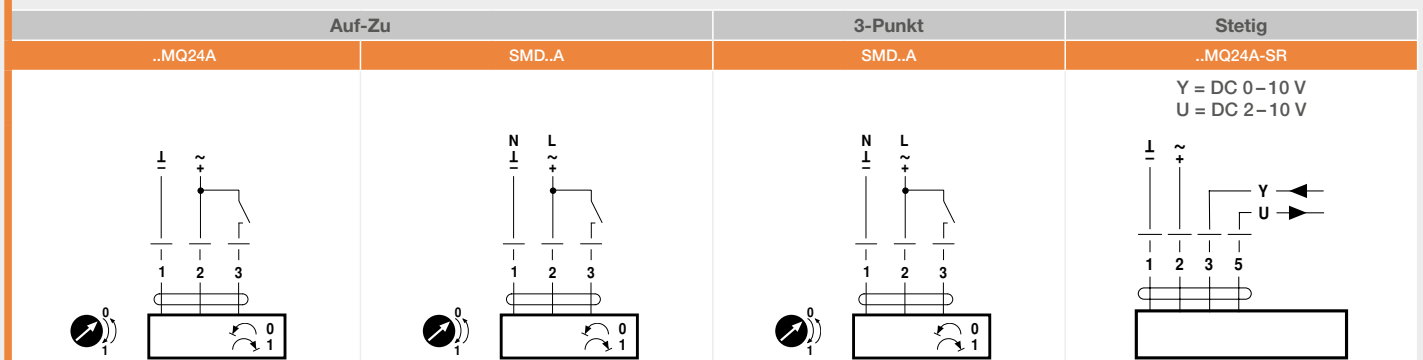 Auf-Zu 3-Punkt Stetig
..MQ24A SMD..A SMD..A ..MQ24A-SR
Y = DC 0–10 V
U = DC 2–10 V
N L N L
⊥ ~ ⊥ ~ ⊥ ~ ⊥ ~
– + – + – + – +
Y
U
1 2 3 1 2 3 1 2 3 1 2 3 5
0 0 0 0 0 0
1 1 1 1 1 1